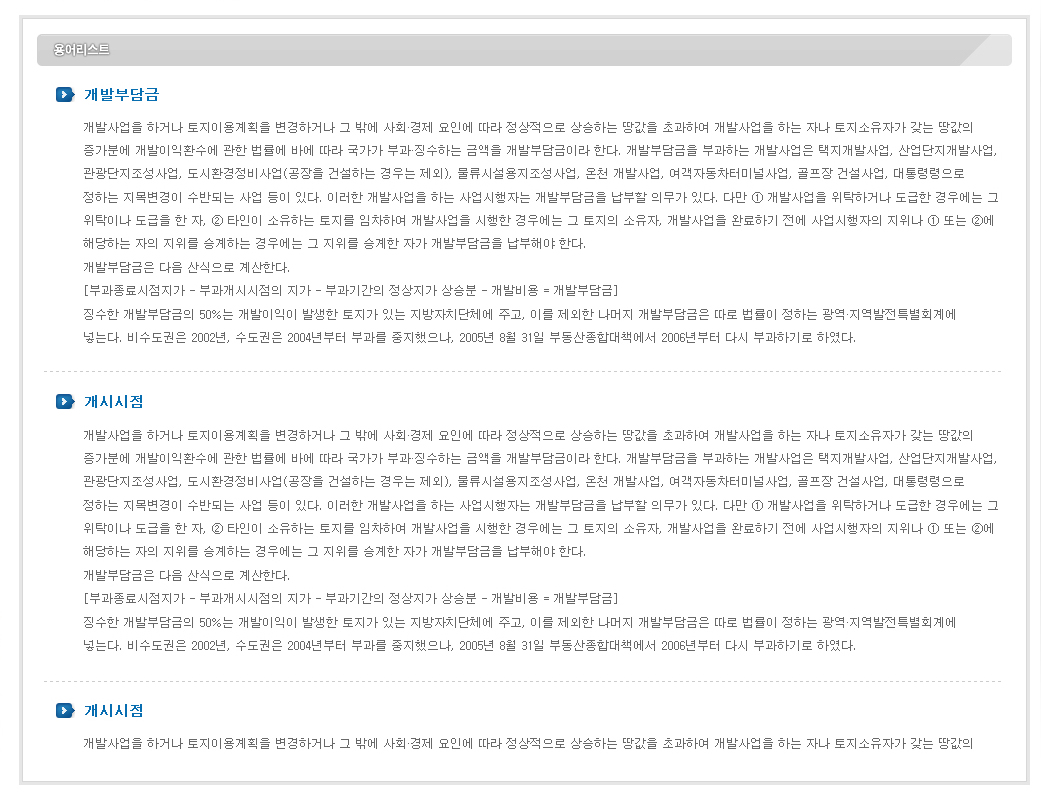 용어리스트
개발부담금
개발사업을 하거나 토지이용계획을 변경하거나 그 밖에 사회·경제 요인에 따라 정상적으로 상승하는 땅값을 초과하여 개발사업을 하는 자나 토지소유자가 갖는 땅값의
증가분에 개발이익환수에 관한 법률에 바에 따라 국가가 부과·징수하는 금액을 개발부담금이라 한다. 개발부담금을 부과하는 개발사업은 택지개발사업, 산업단지개발사업,
관광단지조성사업, 도시환경정비사업(공장을 건설하는 경우는 제외), 물류시설용지조성사업, 온천 개발사업, 여객자동차터미널사업, 골프장 건설사업, 대통령령으로
정하는 지목변경이 수반되는 사업 등이 있다. 이러한 개발사업을 하는 사업시행자는 개발부담금을 납부할 의무가 있다. 다만 ① 개발사업을 위탁하거나 도급한 경우에는 그
위탁이나 도급을 한 자, ② 타인이 소유하는 토지를 임차하여 개발사업을 시행한 경우에는 그 토지의 소유자, 개발사업을 완료하기 전에 사업시행자의 지위나 ① 또는 ②에
해당하는 자의 지위를 승계하는 경우에는 그 지위를 승계한 자가 개발부담금을 납부해야 한다.
개발부담금은 다음 산식으로 계산한다.
[부과종료시점지가 - 부과개시시점의 지가 - 부과기간의 정상지가 상승분 - 개발비용 = 개발부담금]
징수한 개발부담금의 50%는 개발이익이 발생한 토지가 있는 지방자치단체에 주고, 이를 제외한 나머지 개발부담금은 따로 법률이 정하는 광역·지역발전특별회계에
넣는다. 비수도권은 2002년, 수도권은 2004년부터 부과를 중지했으나, 2005년 8월 31일 부동산종합대책에서 2006년부터 다시 부과하기로 하였다.
개시시점
개발사업을 하거나 토지이용계획을 변경하거나 그 밖에 사회·경제 요인에 따라 정상적으로 상승하는 땅값을 초과하여 개발사업을 하는 자나 토지소유자가 갖는 땅값의
증가분에 개발이익환수에 관한 법률에 바에 따라 국가가 부과·징수하는 금액을 개발부담금이라 한다. 개발부담금을 부과하는 개발사업은 택지개발사업, 산업단지개발사업,
관광단지조성사업, 도시환경정비사업(공장을 건설하는 경우는 제외), 물류시설용지조성사업, 온천 개발사업, 여객자동차터미널사업, 골프장 건설사업, 대통령령으로
정하는 지목변경이 수반되는 사업 등이 있다. 이러한 개발사업을 하는 사업시행자는 개발부담금을 납부할 의무가 있다. 다만 ① 개발사업을 위탁하거나 도급한 경우에는 그
위탁이나 도급을 한 자, ② 타인이 소유하는 토지를 임차하여 개발사업을 시행한 경우에는 그 토지의 소유자, 개발사업을 완료하기 전에 사업시행자의 지위나 ① 또는 ②에
해당하는 자의 지위를 승계하는 경우에는 그 지위를 승계한 자가 개발부담금을 납부해야 한다.
개발부담금은 다음 산식으로 계산한다.
[부과종료시점지가 - 부과개시시점의 지가 - 부과기간의 정상지가 상승분 - 개발비용 = 개발부담금]
징수한 개발부담금의 50%는 개발이익이 발생한 토지가 있는 지방자치단체에 주고, 이를 제외한 나머지 개발부담금은 따로 법률이 정하는 광역·지역발전특별회계에
넣는다. 비수도권은 2002년, 수도권은 2004년부터 부과를 중지했으나, 2005년 8월 31일 부동산종합대책에서 2006년부터 다시 부과하기로 하였다.
개시시점
개발사업을 하거나 토지이용계획을 변경하거나 그 밖에 사회·경제 요인에 따라 정상적으로 상승하는 땅값을 초과하여 개발사업을 하는 자나 토지소유자가 갖는 땅값의